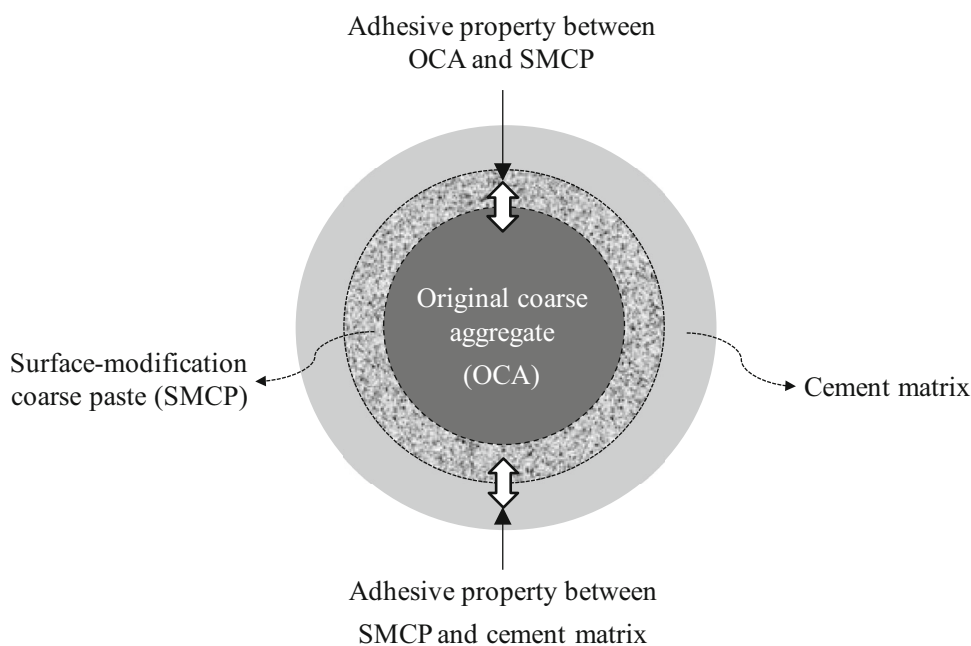 Adhesive property between
OCA and SMCP
Original coarse
aggregate
(OCA)
Surface-modification
coarse paste (SMCP)
Cement matrix
Adhesive property between
SMCP and cement matrix